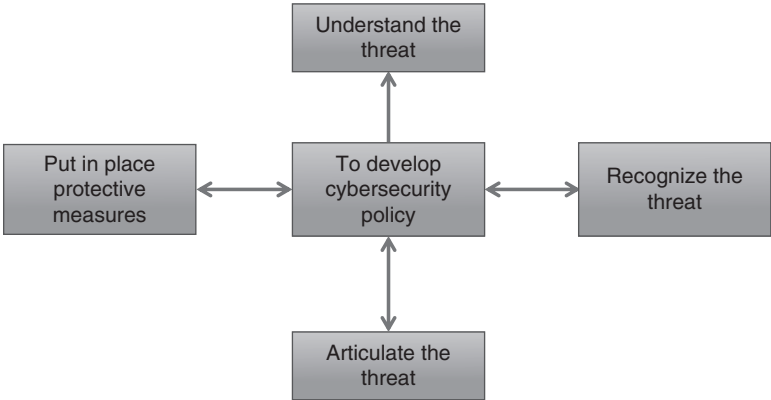 Understand the
threat
Put in place
protective
measures
To develop
cybersecurity
policy
Recognize the
threat
Articulate the
threat